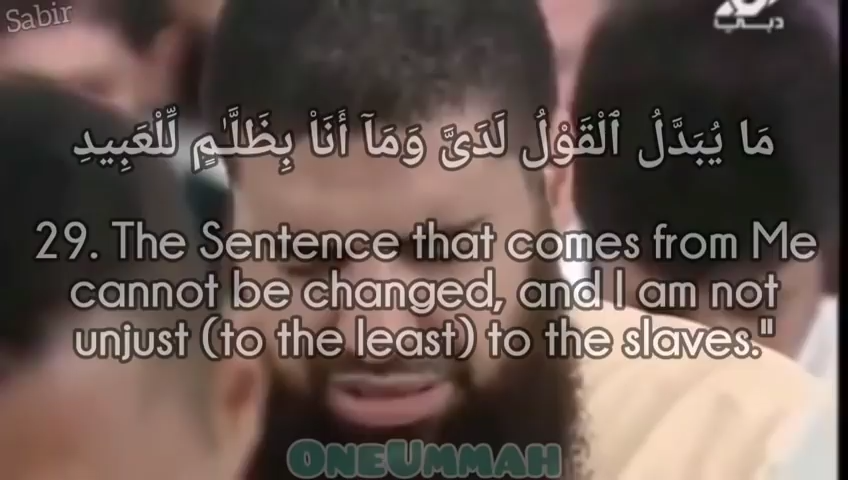 Sabir
دبي
مَا يُبَدَّلُ ٱلْقَوْلُ لَدَىَّ وَمَآ أَنَا۠ بِظَلَّـٰمٍۢ لِّلْعَبِيدِ
29. The Sentence that comes from Me
cannot be changed, and I am not
unjust (to the least) to the slaves."
OneUmmah